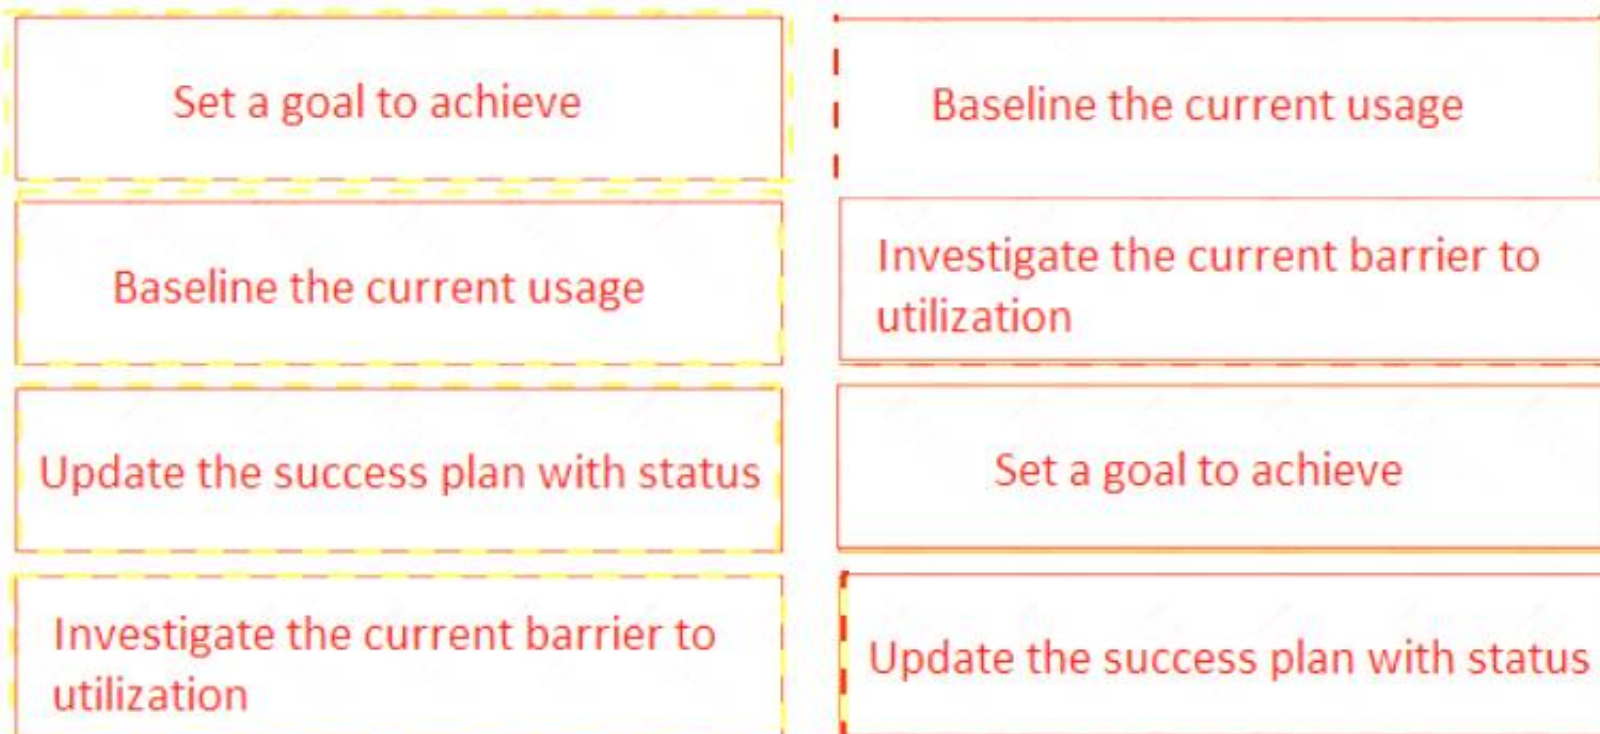 Set a goal to achieve
Baseline the current usage
Update the success plan with status
Investigate the current barrier to
utilization
Baseline the current usage
Investigate the current barrier to
utilization
Set a goal to achieve
Update the success plan with status